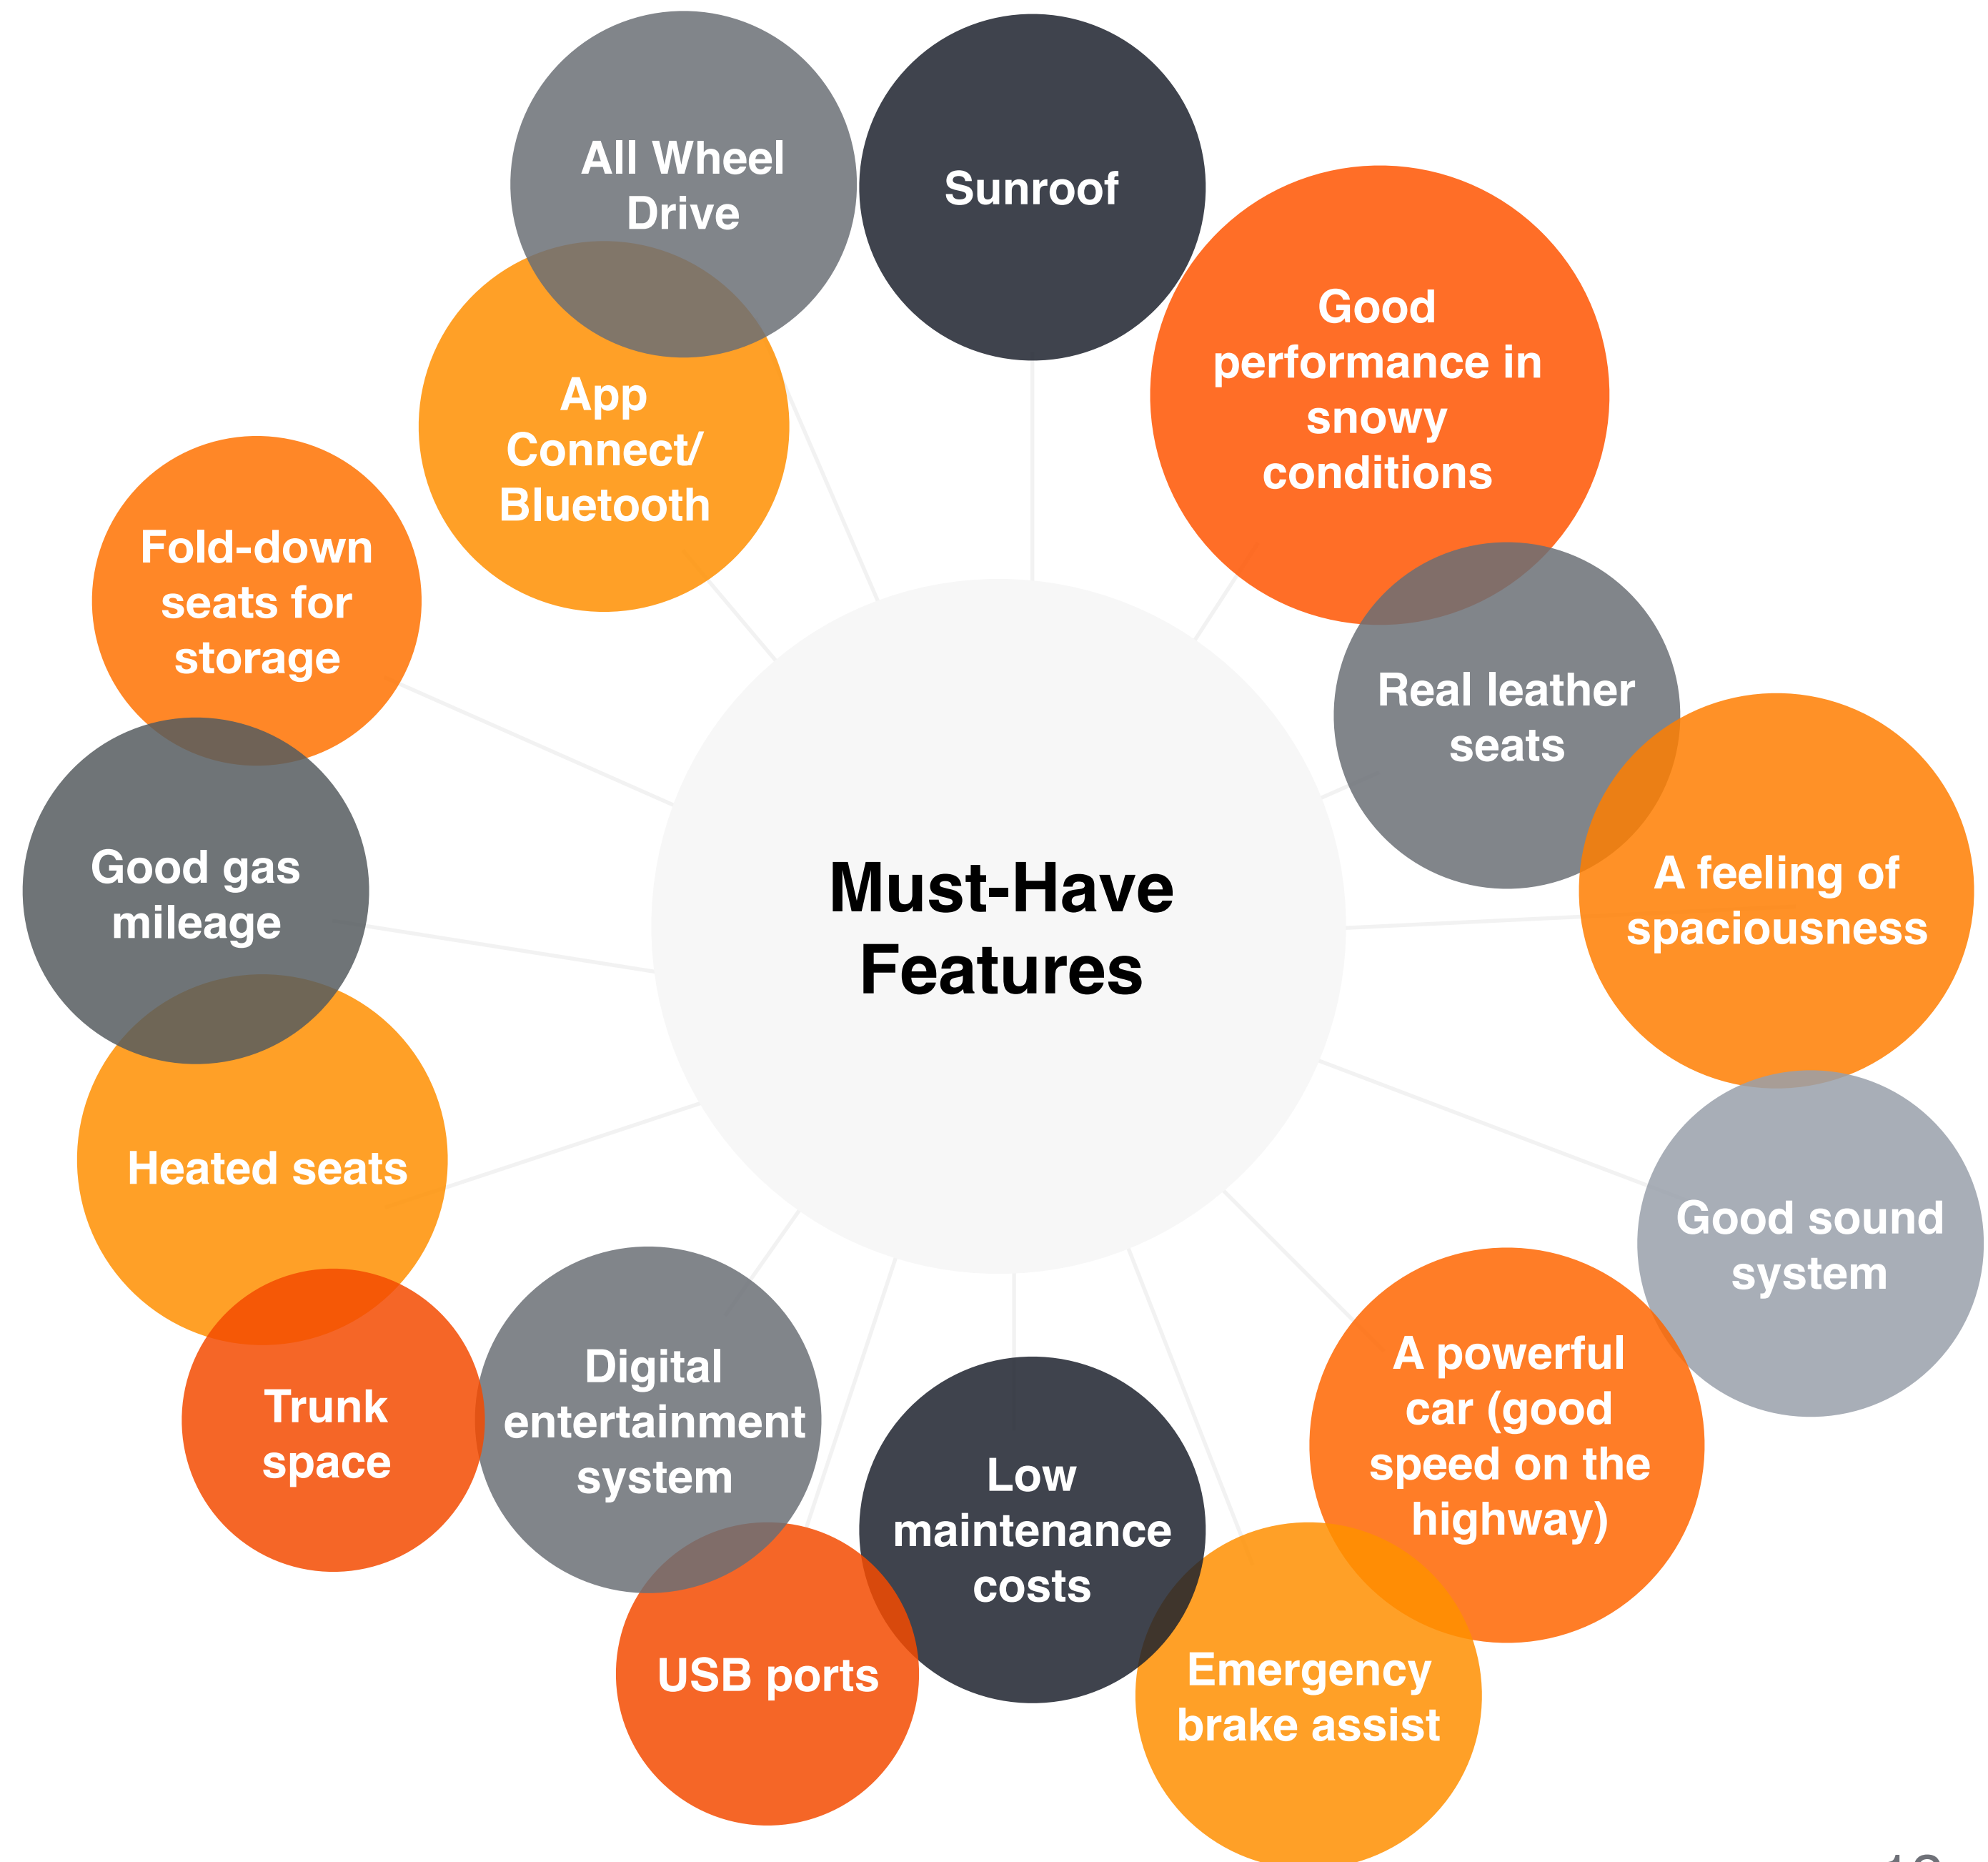 All Wheel
Drive
Sunroof
Good
performance in
snowy
conditions
App
Connect/
Bluetooth
Fold-down
seats for
storage
Real leather
seats
Good gas
mileage
A feeling of
spaciousness
Must-Have
Features
Heated seats
Good sound
system
Trunk
space
Digital
entertainment
system
A powerful
car (good
speed on the
highway)
Low
maintenance
costs
USB ports
Emergency
brake assist